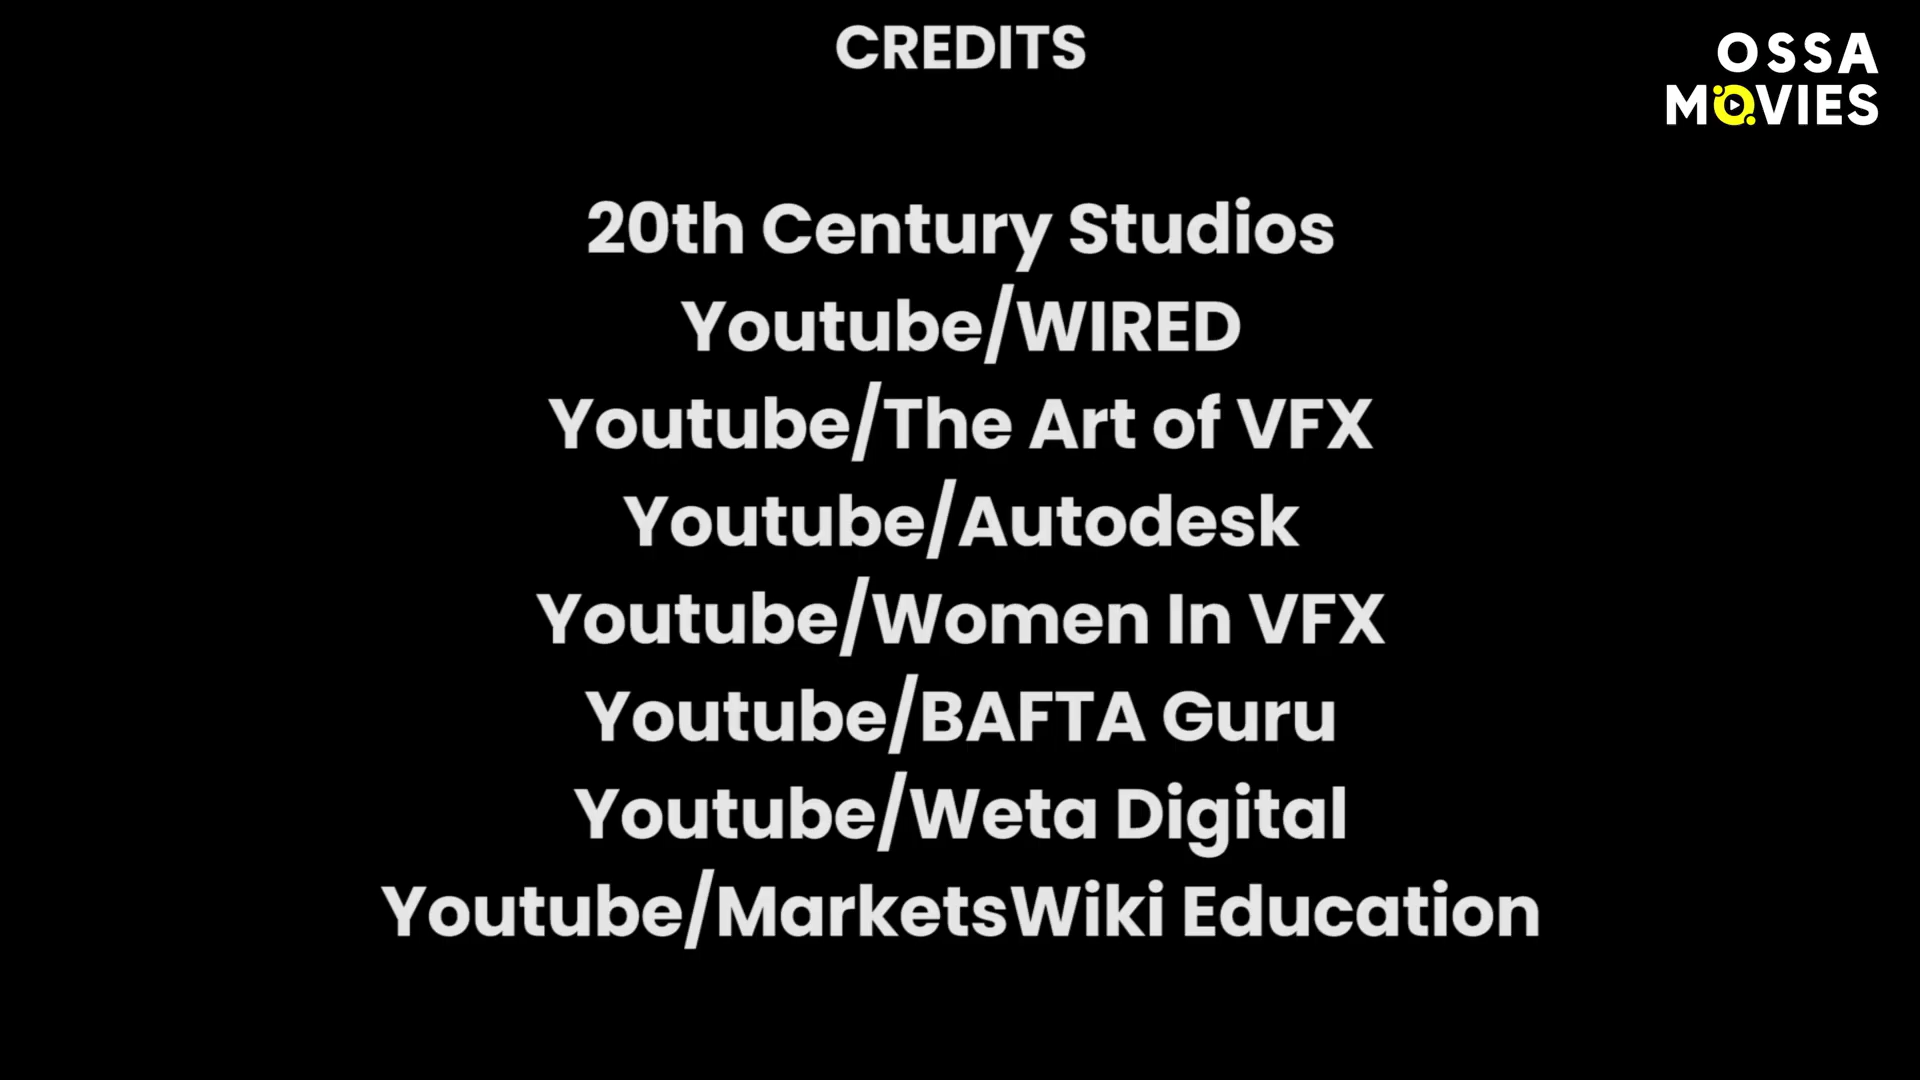 CREDITS
OSSA
MOVIES
20th Century Studios
Youtube/WIRED
Youtube/The Art of VFX
Youtube/Autodesk
Youtube/Women In VFX
Youtube/BAFTA Guru
Youtube/Weta Digital
Youtube/MarketsWiki Education